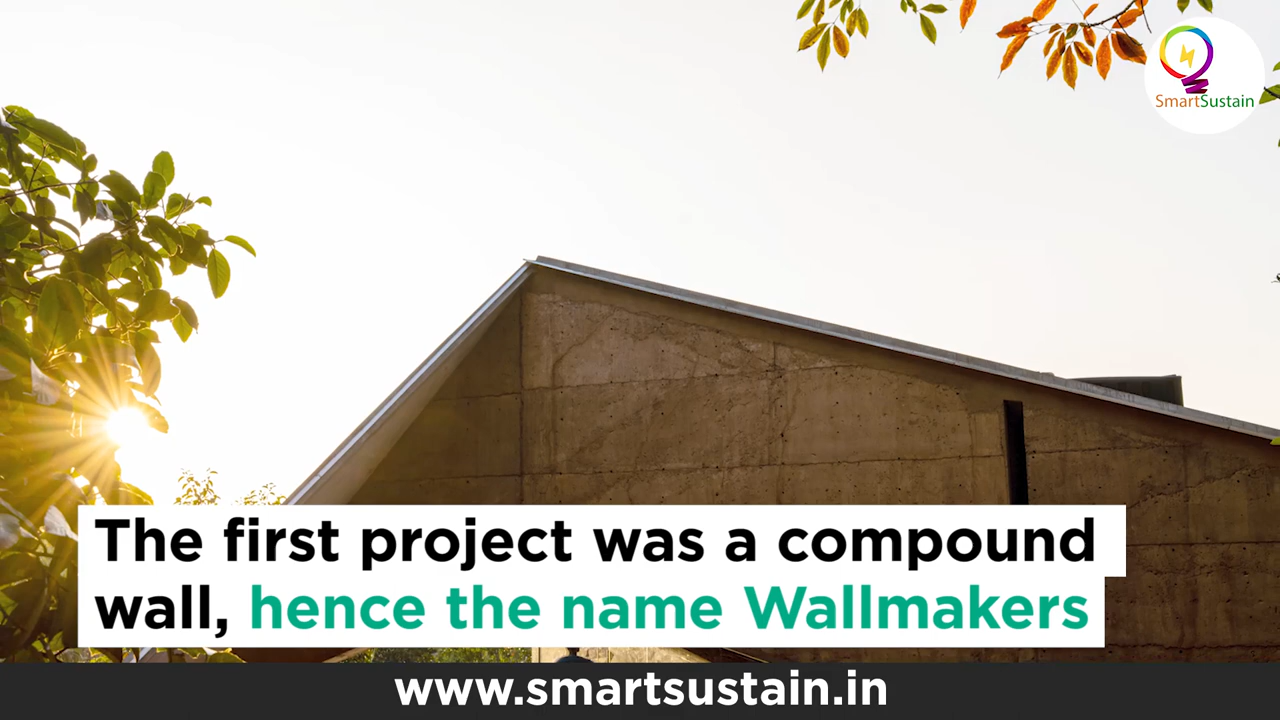 SmartSustain
The first project was a compound
wall, hence the name Wallmakers
www.smartsustain.in